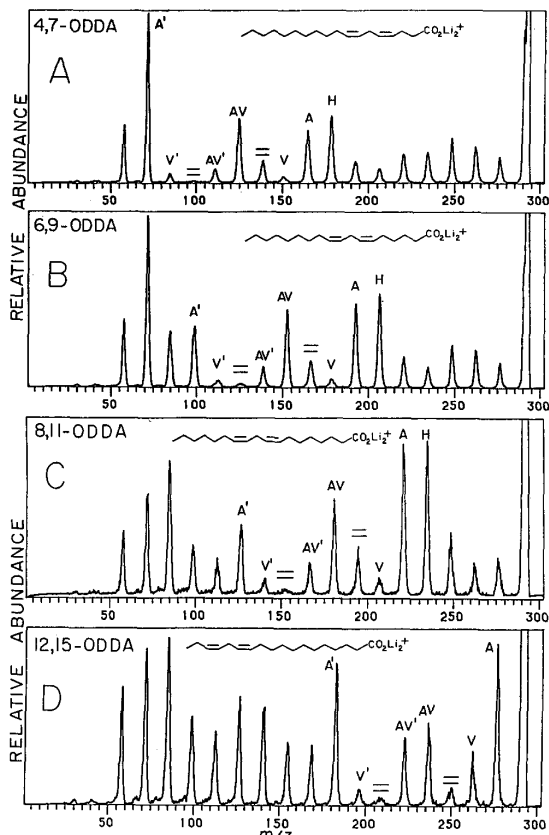 4,7-ODDA
A
A'
CO₂Li₂⁺
V'
=
AV'
AV
=
V
A
H
50 100 150 200 250 300
6,9-ODDA
B
CO₂Li₂⁺
A'
V'
=
AV'
AV
=
V
A
H
50 100 150 200 250 300
RELATIVE ABUNDANCE
8,11-ODDA
C
CO₂Li₂⁺
A'
V'
=
AV'
AV
=
V
A
H
50 100 150 200 250 300
12,15-ODDA
D
CO₂Li₂⁺
A'
V'
=
AV'
AV
=
V
A
50 100 150 200 250 300
RELATIVE ABUNDANCE